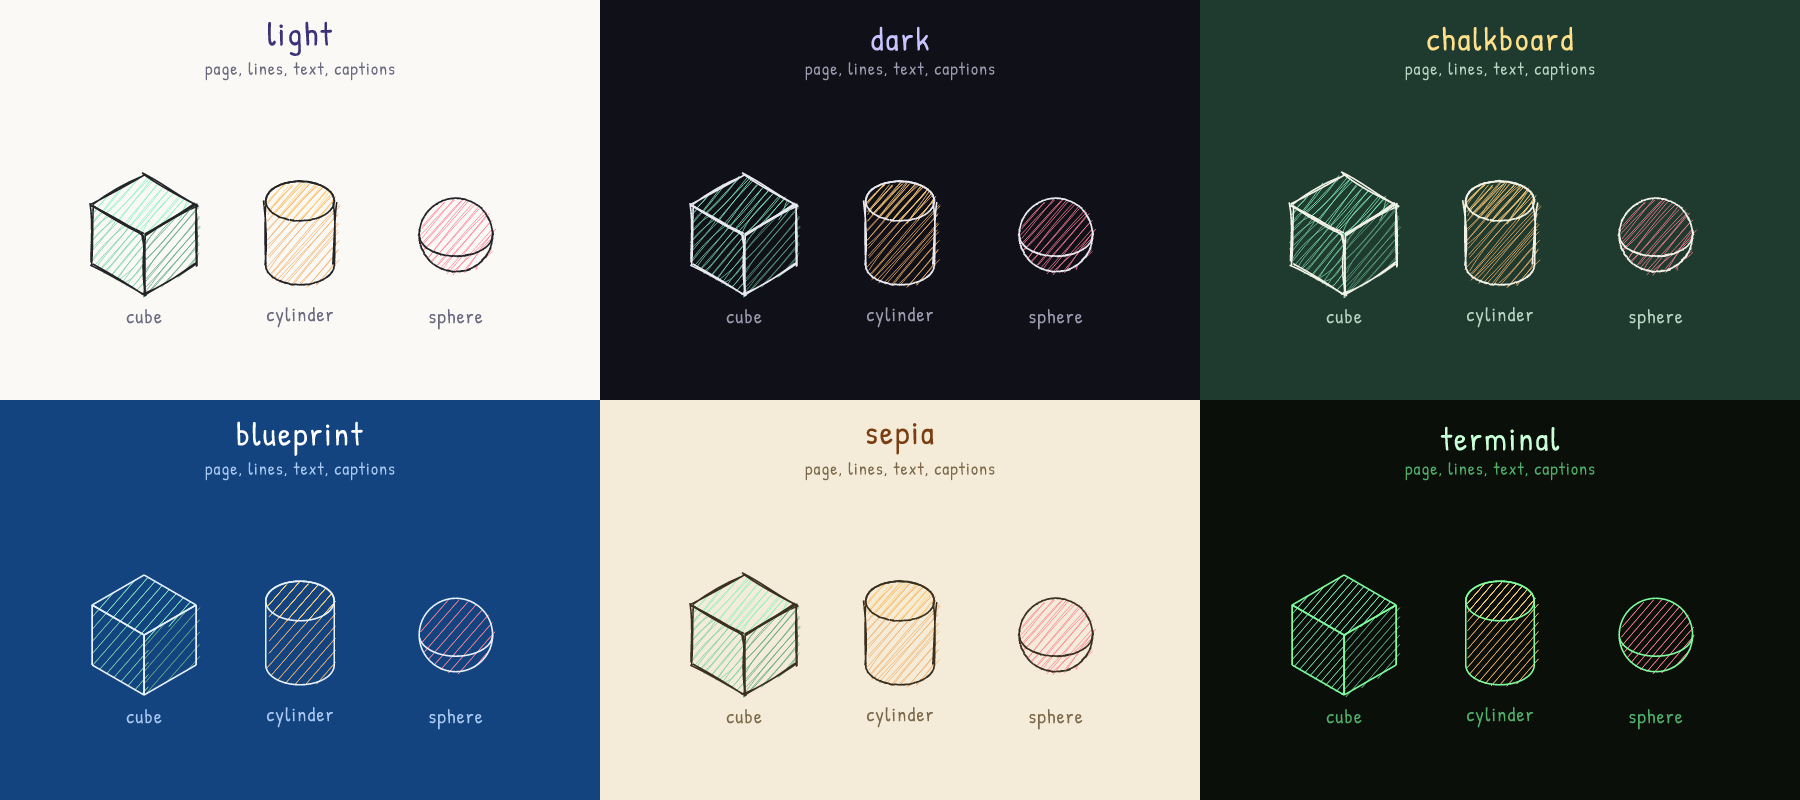 light
page, lines, text, captions
cube
cylinder
sphere
dark
page, lines, text, captions
cube
cylinder
sphere
chalkboard
page, lines, text, captions
cube
cylinder
sphere
blueprint
page, lines, text, captions
cube
cylinder
sphere
sepia
page, lines, text, captions
cube
cylinder
sphere
terminal
page, lines, text, captions
cube
cylinder
sphere